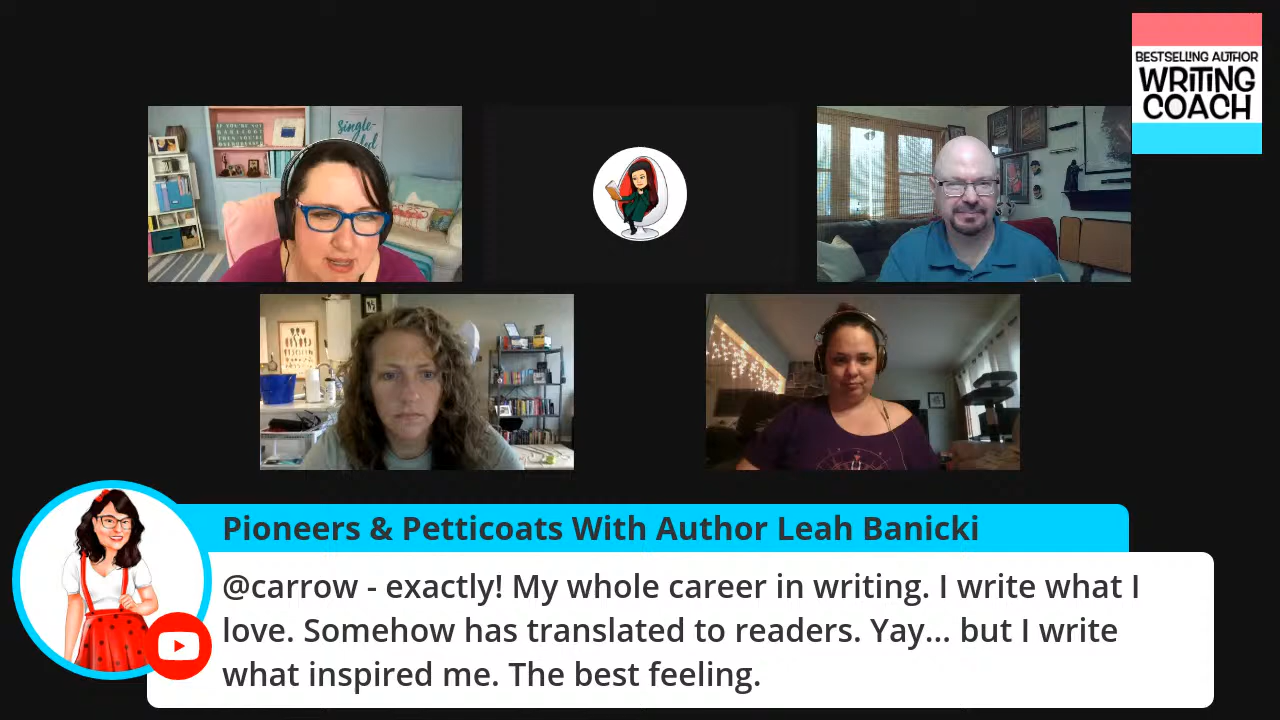 BESTSELLING AUTHOR
WRITING
COACH
Single-
Pioneers & Petticoats With Author Leah Banicki
@carrow - exactly! My whole career in writing. I write what I
love. Somehow has translated to readers. Yay... but I write
what inspired me. The best feeling.